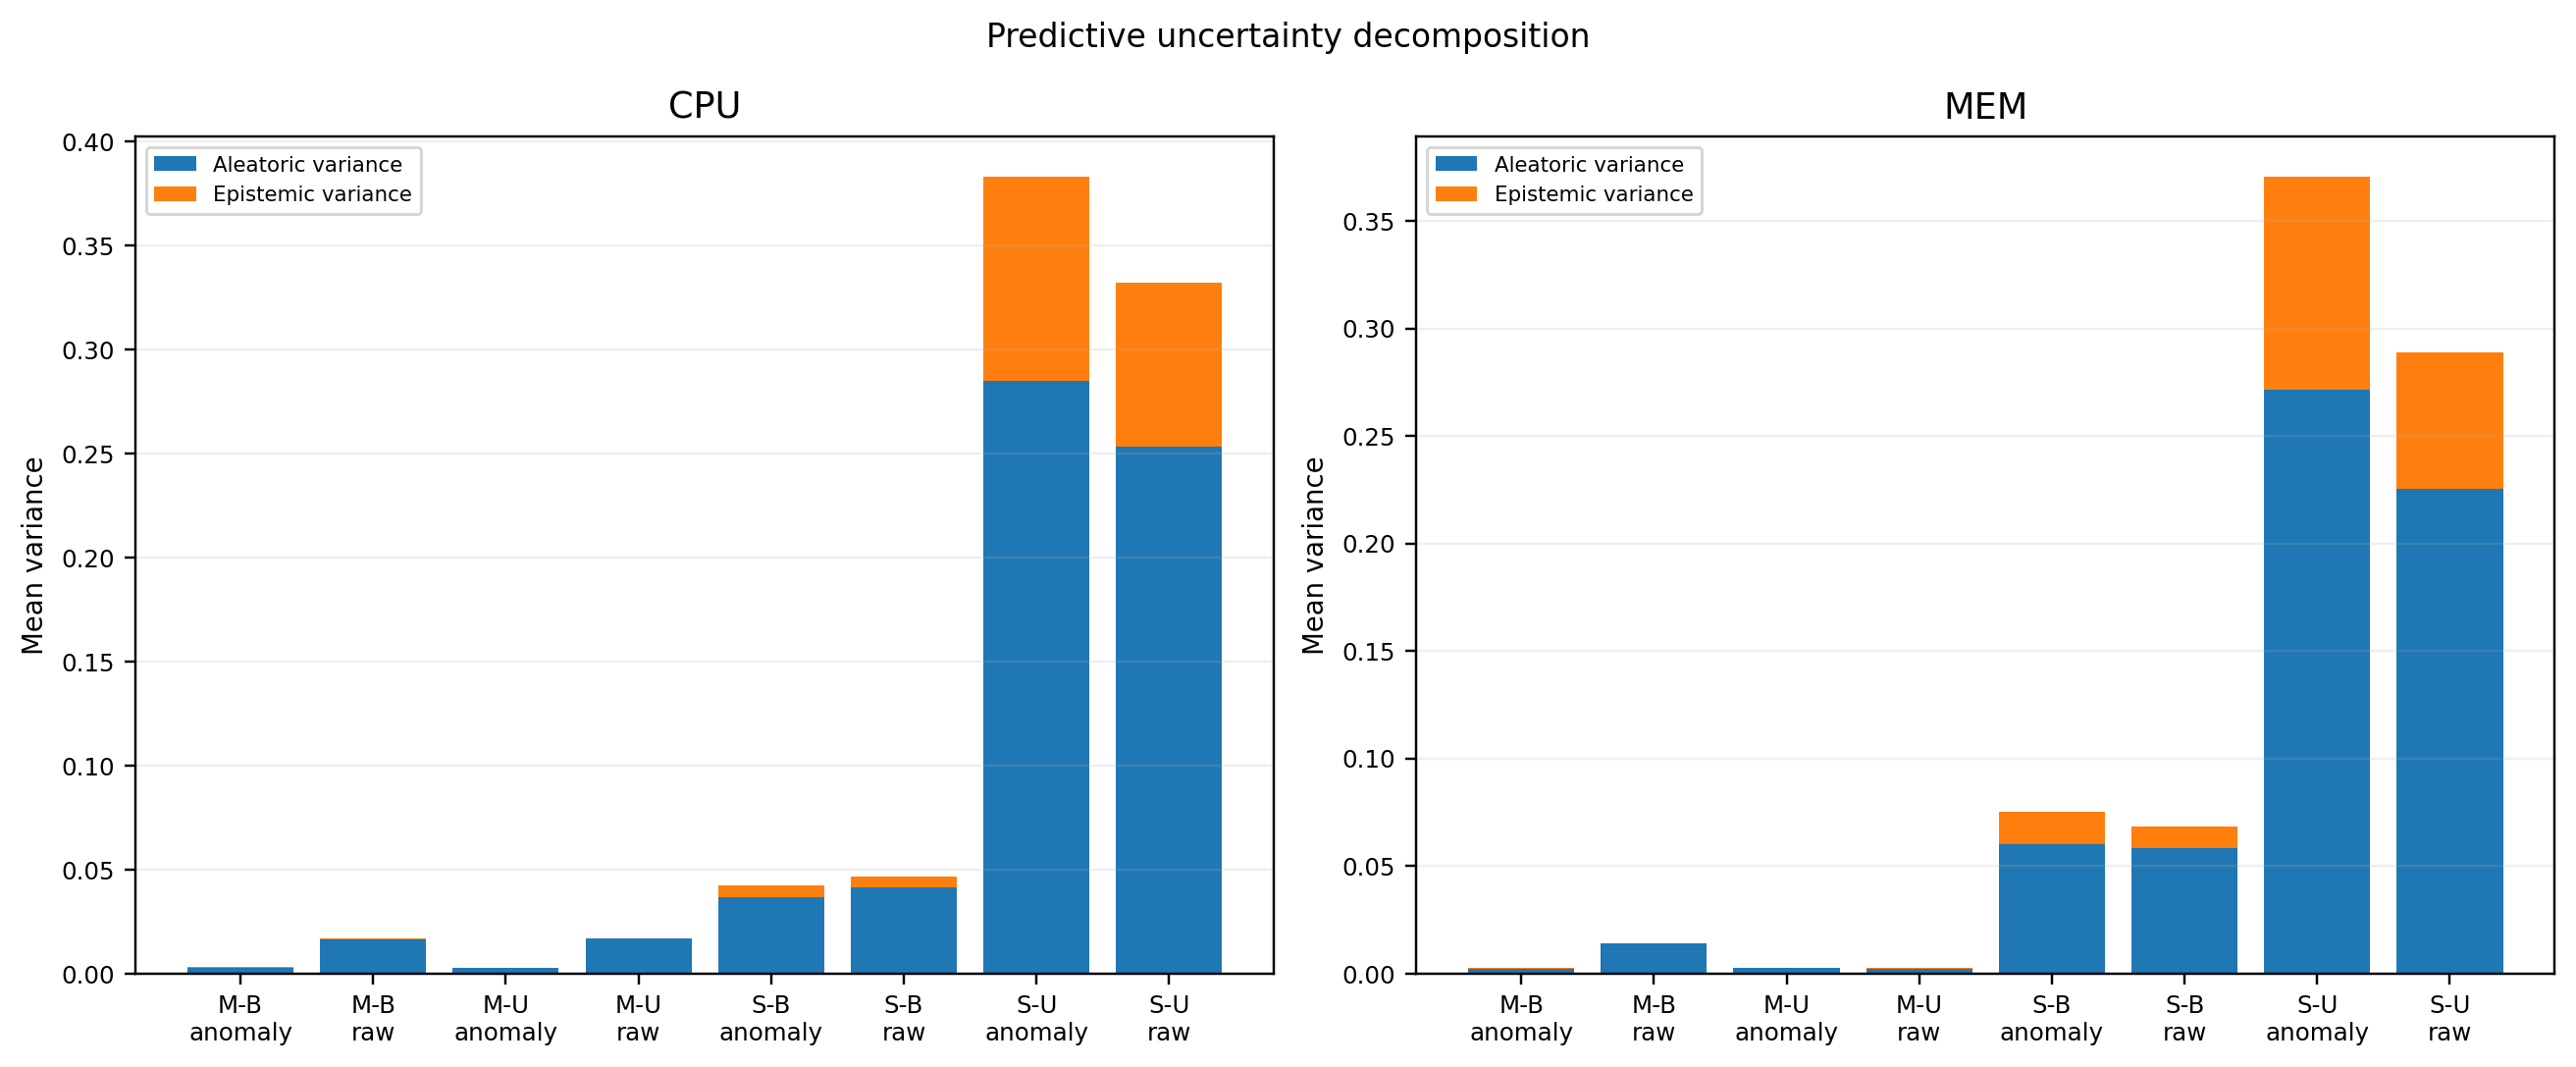 Predictive uncertainty decomposition
CPU
Aleatoric variance
Epistemic variance
Mean variance
0.40
0.35
0.30
0.25
0.20
0.15
0.10
0.05
0.00
M-B
anomaly
M-B
raw
M-U
anomaly
M-U
raw
S-B
anomaly
S-B
raw
S-U
anomaly
S-U
raw
MEM
Aleatoric variance
Epistemic variance
Mean variance
0.35
0.30
0.25
0.20
0.15
0.10
0.05
0.00
M-B
anomaly
M-B
raw
M-U
anomaly
M-U
raw
S-B
anomaly
S-B
raw
S-U
anomaly
S-U
raw